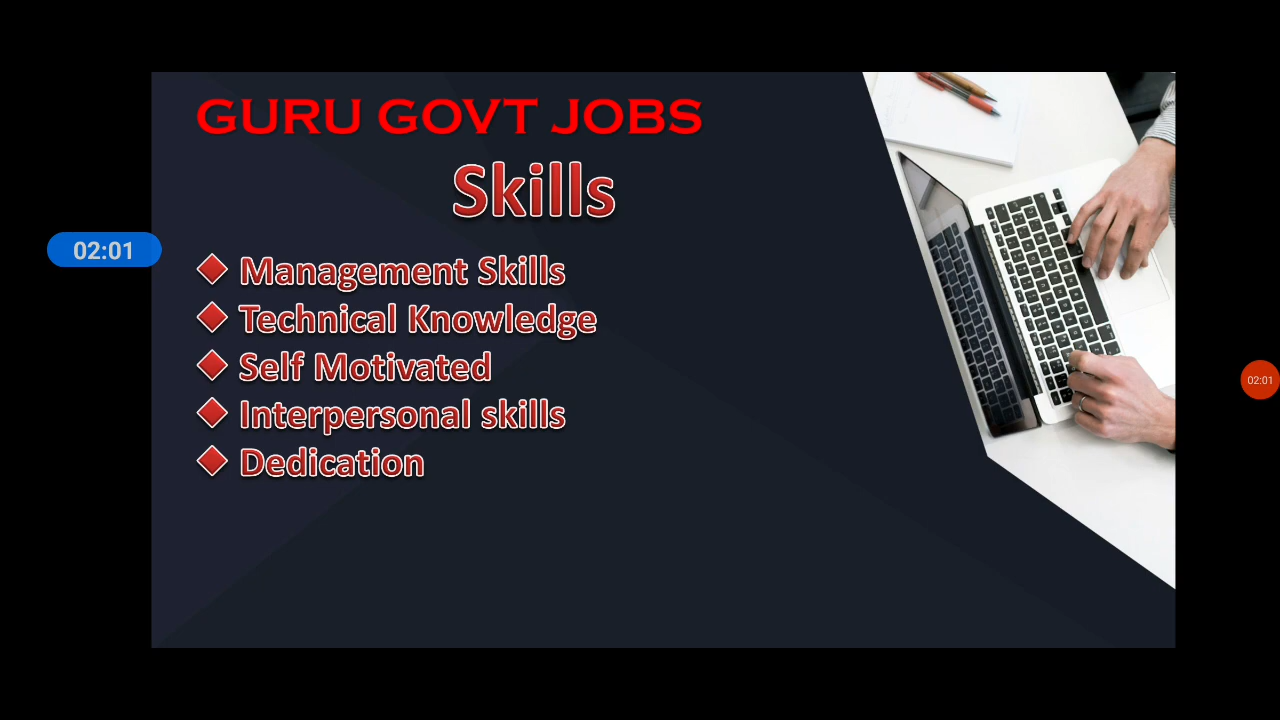 GURU GOVT JOBS
Skills
02:01
Management Skills
Technical Knowledge
Self Motivated
02:01
Interpersonal skills
Dedication